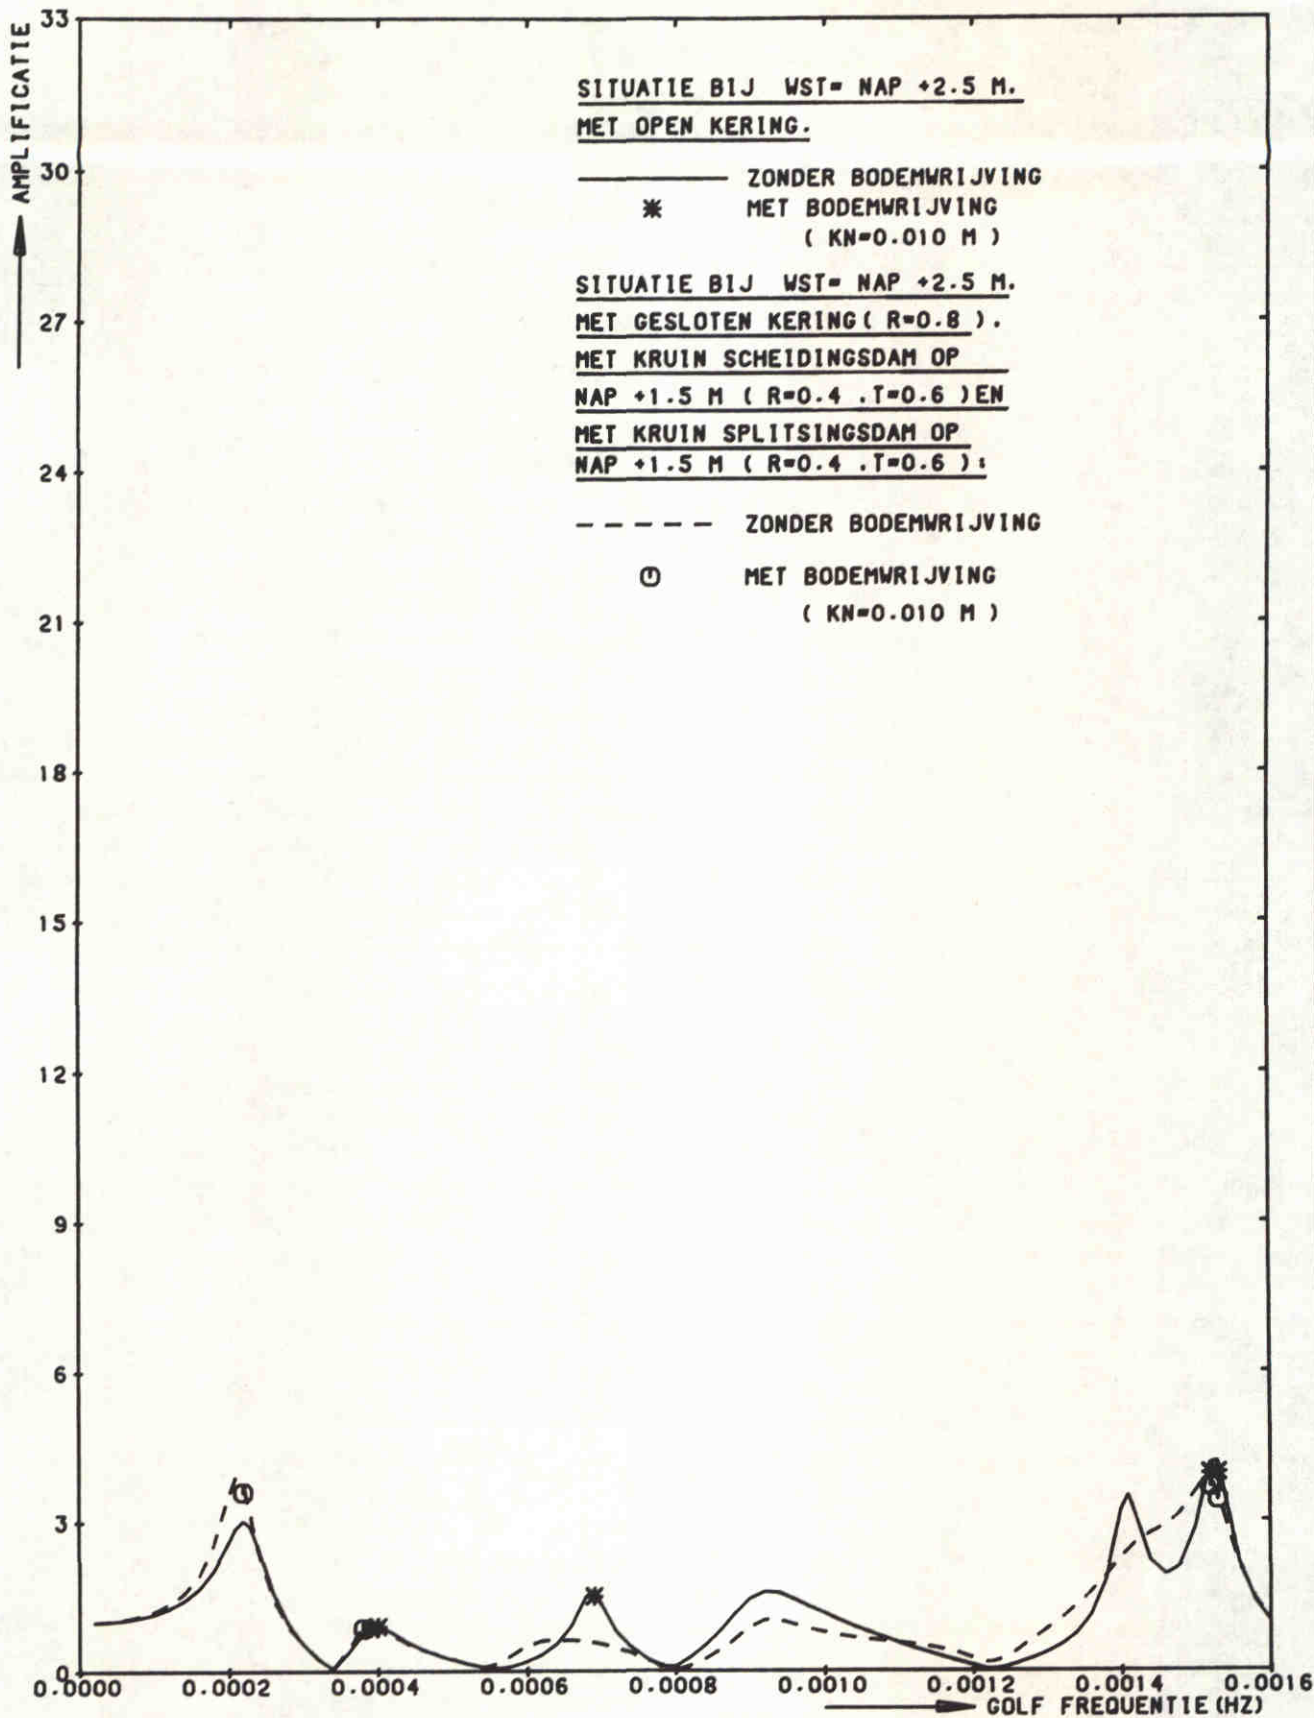 AMPLIFICATIE
33
30
27
24
21
18
15
12
9
6
3
0
SITUATIE BIJ WST= NAP +2.5 M.
MET OPEN KERING.
ZONDER BODEMWRIJVING
MET BODEMWRIJVING
( KN=0.010 M )
SITUATIE BIJ WST= NAP +2.5 M.
MET GESLOTEN KERING( R=0.8 ).
MET KRUIN SCHEIDINGSDAM OP
NAP +1.5 M ( R=0.4 .T=0.6 )EN
MET KRUIN SPLITSINGSDAM OP
NAP +1.5 M ( R=0.4 .T=0.6 ):
ZONDER BODEMWRIJVING
MET BODEMWRIJVING
( KN=0.010 M )
0.0000 0.0002 0.0004 0.0006 0.0008 0.0010 0.0012 0.0014 0.0016
GOLF FREQUENTIE(HZ)